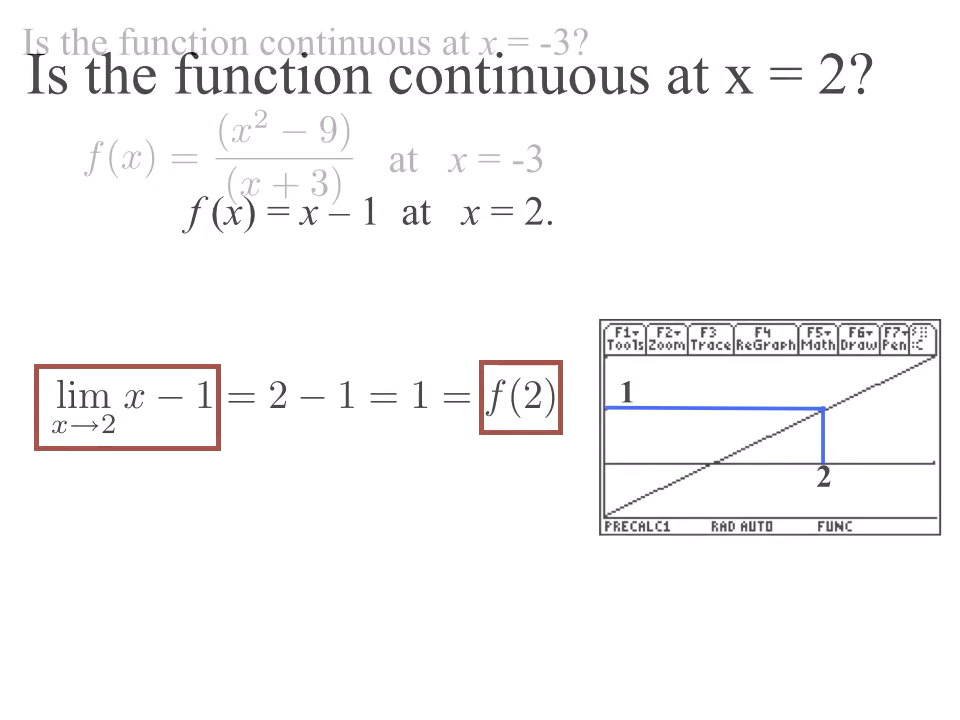 Is the function continuous at x = -3?
Is the function continuous at x = 2?
f(x) = (x² − 9) / (x + 3) at x = -3
f (x) = x – 1 at x = 2.
lim x→2 x − 1 = 2 − 1 = 1 = f(2)
F1▾ F2▾ F3 F4 F5▾ F6▾ F7▾
Tools Zoom Trace ReGraph Math Draw Pen :C
1
2
PRECALC1 RAD AUTO FUNC